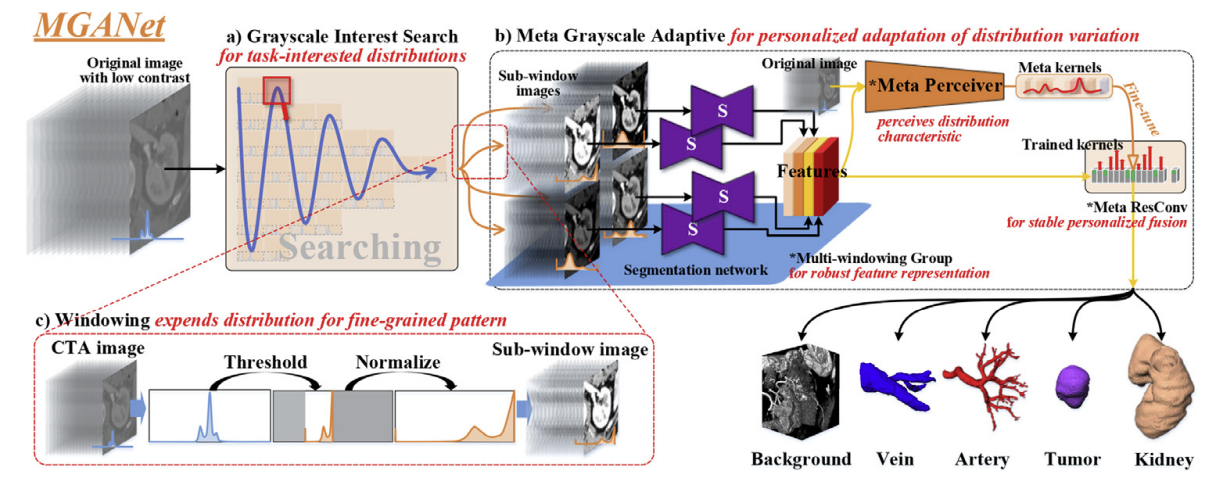 MGANet
Original image
with low contrast
a) Grayscale Interest Search
for task-interested distributions
Searching
b) Meta Grayscale Adaptive for personalized adaptation of distribution variation
Sub-window
images
S
S
S
S
Segmentation network
Original image
Features
*Meta Perceiver
perceives distribution
characteristic
Meta kernels
Fine-tune
Trained kernels
*Meta ResConv
for stable personalized fusion
*Multi-windowing Group
for robust feature representation
c) Windowing expends distribution for fine-grained pattern
CTA image
Threshold
Normalize
Sub-window image
Background
Vein
Artery
Tumor
Kidney